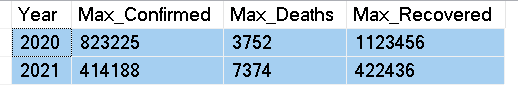 Year Max_Confirmed Max_Deaths Max_Recovered
2020 823225 3752 1123456
2021 414188 7374 422436